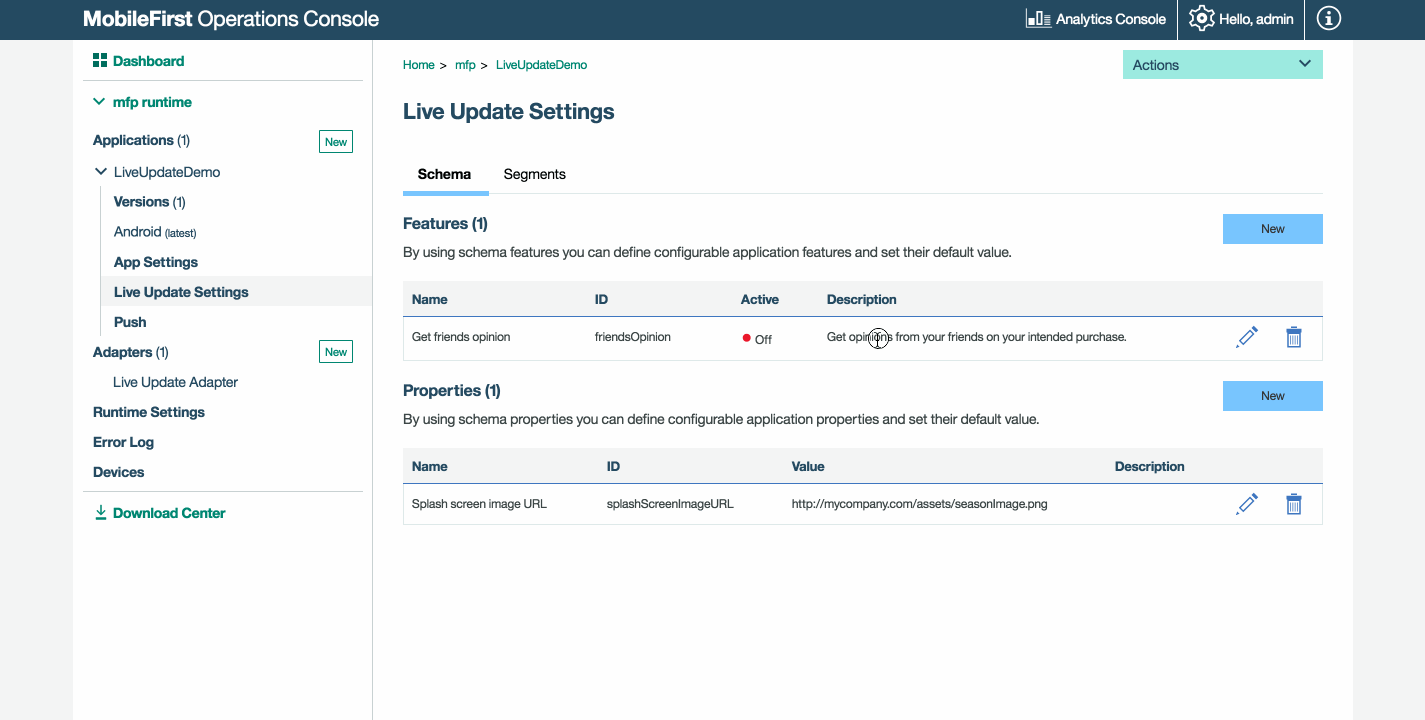 MobileFirst Operations Console
Analytics Console
Hello, admin
Dashboard
mfp runtime
Applications (1)
New
LiveUpdateDemo
Versions (1)
Android (latest)
App Settings
Live Update Settings
Push
Adapters (1)
New
Live Update Adapter
Runtime Settings
Error Log
Devices
Download Center
Home > mfp > LiveUpdateDemo
Actions
Live Update Settings
Schema Segments
Features (1)
New
By using schema features you can define configurable application features and set their default value.
Name ID Active Description
Get friends opinion friendsOpinion Off Get opinions from your friends on your intended purchase.
Properties (1)
New
By using schema properties you can define configurable application properties and set their default value.
Name ID Value Description
Splash screen image URL splashScreenImageURL http://mycompany.com/assets/seasonImage.png